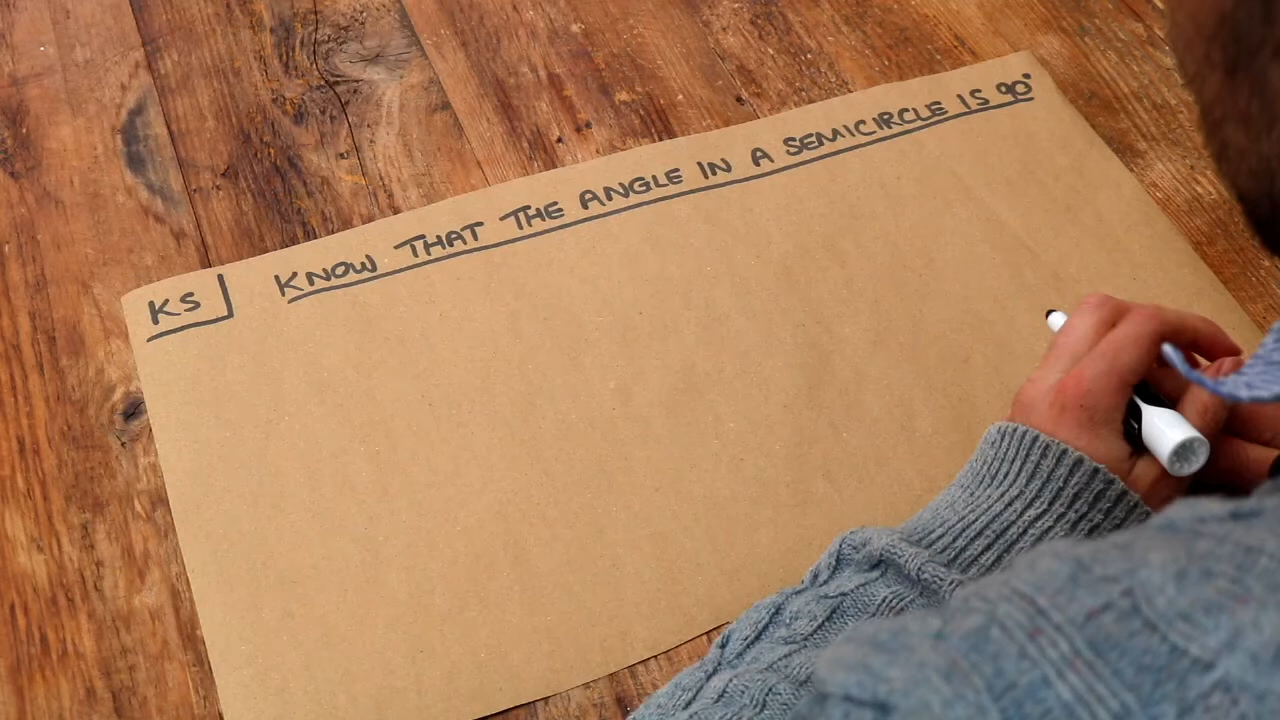 KS KNOW THAT THE ANGLE IN A SEMICIRCLE IS 90°